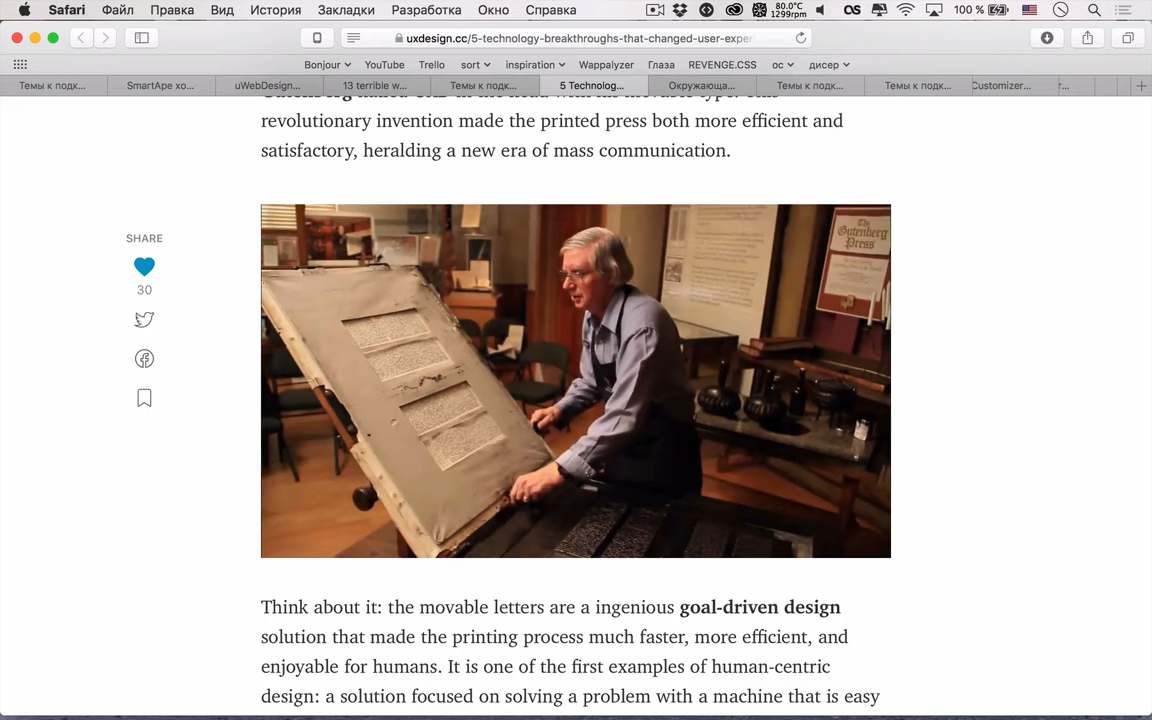 Safari Файл Правка Вид История Закладки Разработка Окно Справка 80.0°C 1299rpm 100 %
uxdesign.cc/5-technology-breakthroughs-that-changed-user-exper
Bonjour YouTube Trello sort inspiration Wappalyzer Глаза REVENGE.CSS ос дисер
Темы к подк... SmartApe хо... uWebDesign... 13 terrible w... Темы к подк... 5 Technolog... Окружающа... Темы к подк... Темы к подк... Customizer... r...
revolutionary invention made the printed press both more efficient and
satisfactory, heralding a new era of mass communication.
SHARE
30
The
Gutenberg
Press
Think about it: the movable letters are a ingenious goal-driven design
solution that made the printing process much faster, more efficient, and
enjoyable for humans. It is one of the first examples of human-centric
design: a solution focused on solving a problem with a machine that is easy